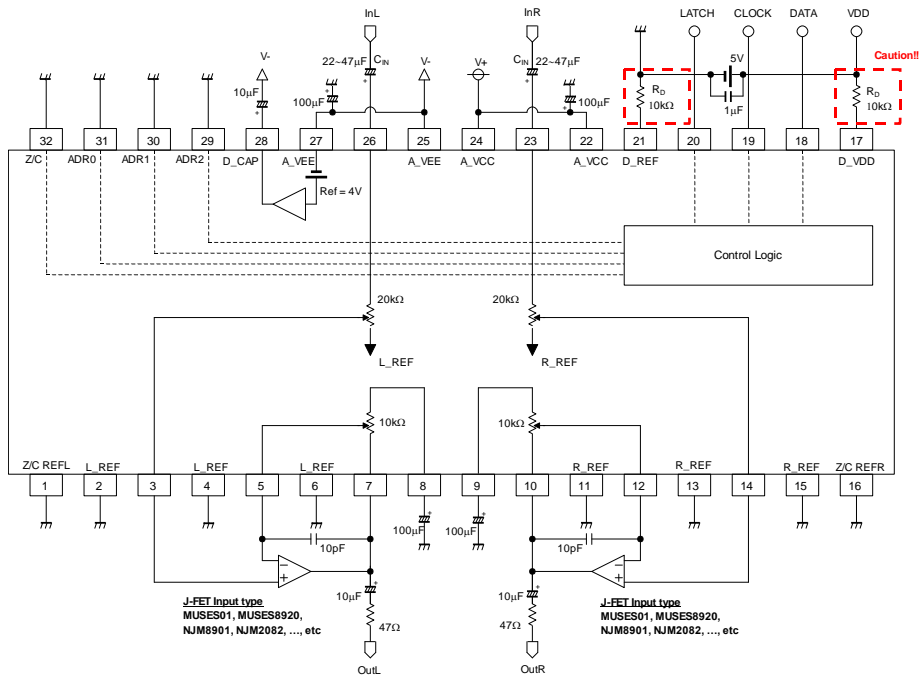 InL InR LATCH CLOCK DATA VDD
Caution!!
V- 22~47µF C_IN V- V+ C_IN 22~47µF 5V
10µF 100µF 100µF R_D 10kΩ 1µF R_D 10kΩ
32 31 30 29 28 27 26 25 24 23 22 21 20 19 18 17
Z/C ADR0 ADR1 ADR2 D_CAP A_VEE A_VEE A_VCC A_VCC D_REF D_VDD
Ref = 4V
Control Logic
20kΩ 20kΩ
L_REF R_REF
10kΩ 10kΩ
Z/C REFL L_REF L_REF L_REF R_REF R_REF R_REF Z/C REFR
1 2 3 4 5 6 7 8 9 10 11 12 13 14 15 16
100µF 100µF
10pF 10pF
− + − +
10µF 10µF
J-FET Input type
MUSES01, MUSES8920,
NJM8901, NJM2082, ..., etc
J-FET Input type
MUSES01, MUSES8920,
NJM8901, NJM2082, ..., etc
47Ω 47Ω
OutL OutR